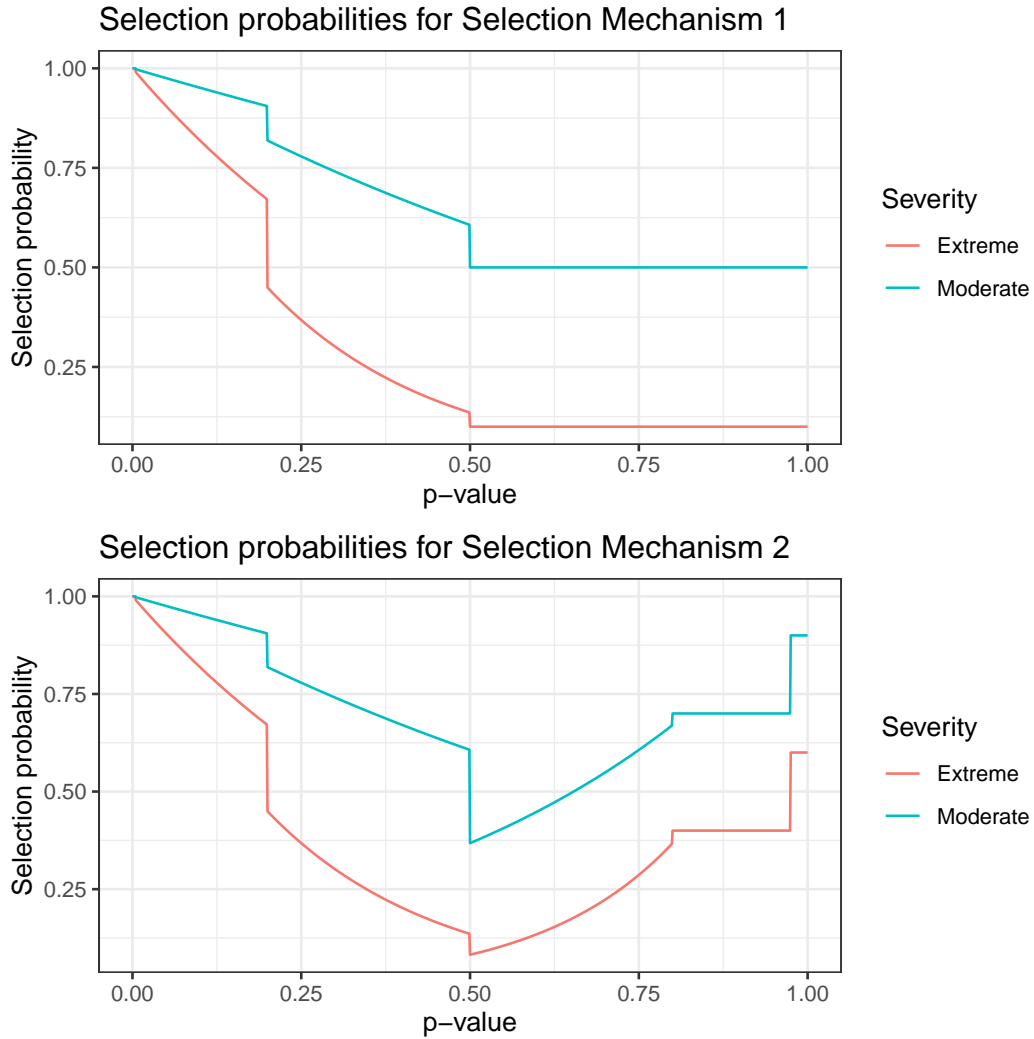 Selection probabilities for Selection Mechanism 1
1.00
0.75
0.50
0.25
Selection probability
0.00 0.25 0.50 0.75 1.00
p−value
Severity
Extreme
Moderate
Selection probabilities for Selection Mechanism 2
1.00
0.75
0.50
0.25
Selection probability
0.00 0.25 0.50 0.75 1.00
p−value
Severity
Extreme
Moderate